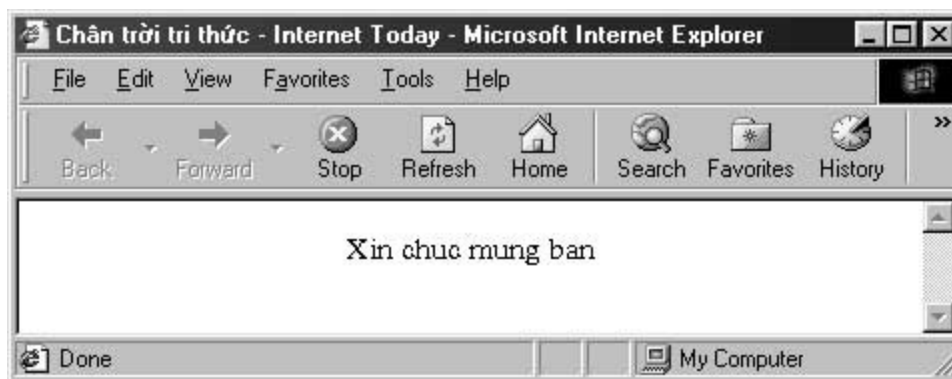 Chân trời tri thức - Internet Today - Microsoft Internet Explorer
File Edit View Favorites Tools Help
Back Forward Stop Refresh Home Search Favorites History »
Xin chuc mung ban
Done My Computer